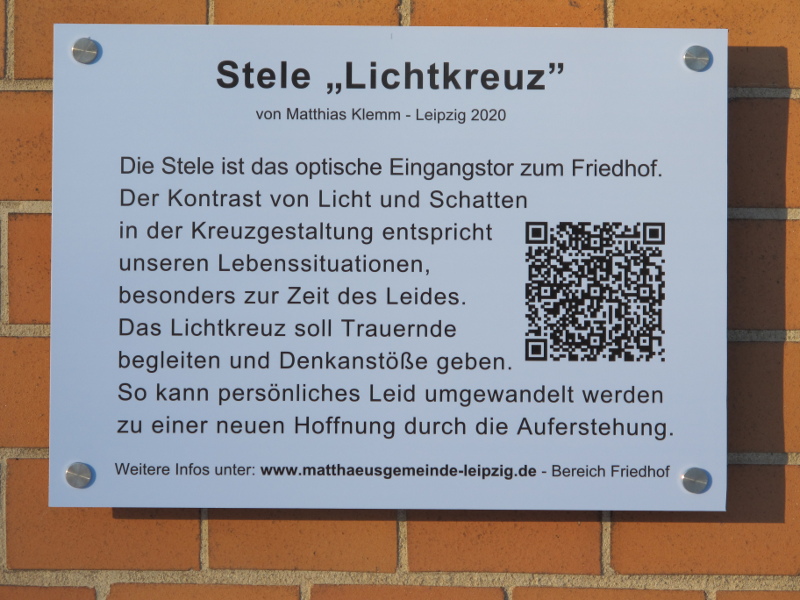 Stele „Lichtkreuz”
von Matthias Klemm - Leipzig 2020
Die Stele ist das optische Eingangstor zum Friedhof.
Der Kontrast von Licht und Schatten
in der Kreuzgestaltung entspricht
unseren Lebenssituationen,
besonders zur Zeit des Leides.
Das Lichtkreuz soll Trauernde
begleiten und Denkanstöße geben.
So kann persönliches Leid umgewandelt werden
zu einer neuen Hoffnung durch die Auferstehung.
Weitere Infos unter: www.matthaeusgemeinde-leipzig.de - Bereich Friedhof